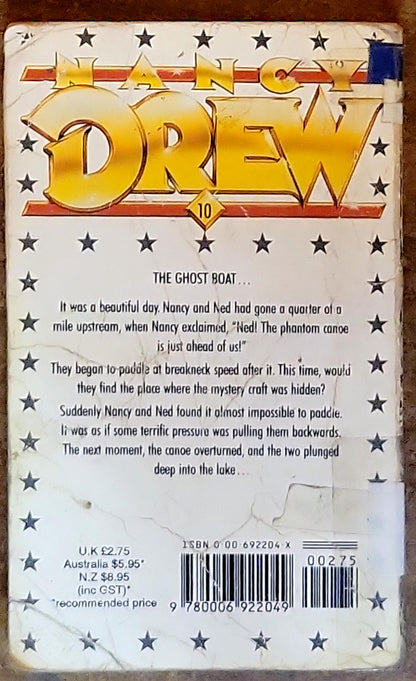 NANCY
DREW
10
THE GHOST BOAT...
It was a beautiful day. Nancy and Ned had gone a quarter of a
mile upstream, when Nancy exclaimed, "Ned! The phantom canoe
is just ahead of us!"
They began to paddle at breakneck speed after it. This time, would
they find the place where the mystery craft was hidden?
Suddenly Nancy and Ned found it almost impossible to paddle.
It was as if some terrific pressure was pulling them backwards.
The next moment, the canoe overturned, and the two plunged
deep into the lake...
U.K £2.75
Australia $5.95*
N.Z $8.95
(inc GST)*
*recommended price
ISBN 0-00-692204-X
00275
9 780006 922049